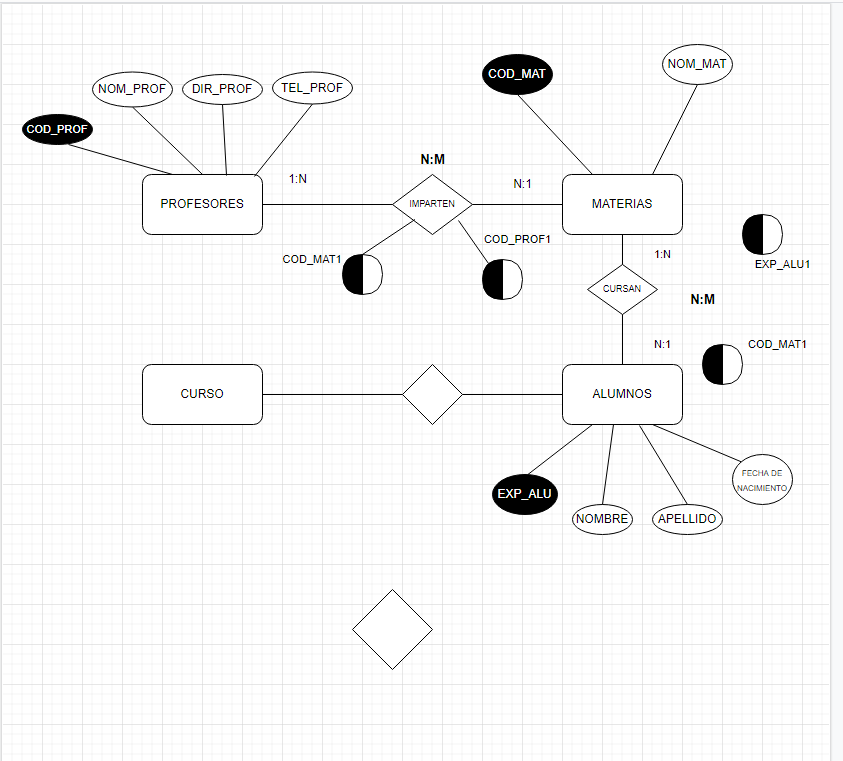 COD_MAT
NOM_MAT
NOM_PROF
DIR_PROF
TEL_PROF
COD_PROF
N:M
1:N
N:1
PROFESORES
IMPARTEN
MATERIAS
COD_PROF1
COD_MAT1
1:N
EXP_ALU1
CURSAN
N:M
N:1
COD_MAT1
CURSO
ALUMNOS
FECHA DE
NACIMIENTO
EXP_ALU
NOMBRE
APELLIDO